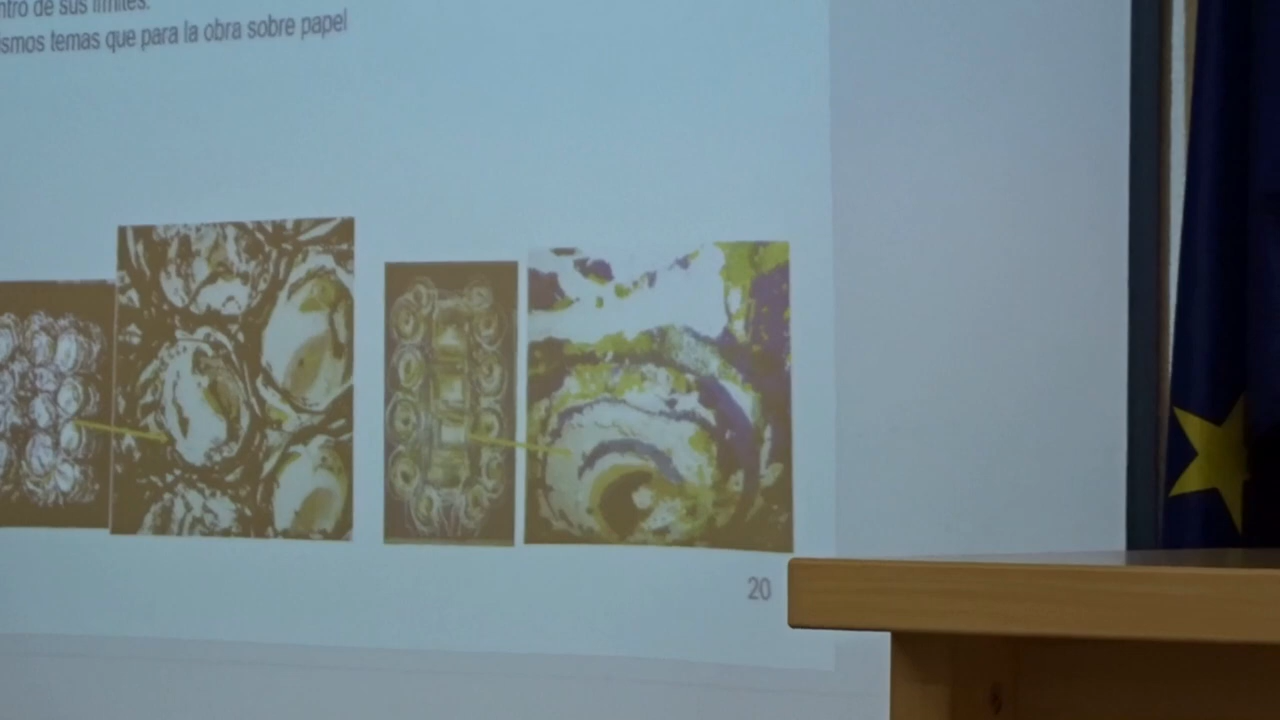 ntro de sus límites.
ismos temas que para la obra sobre papel
20